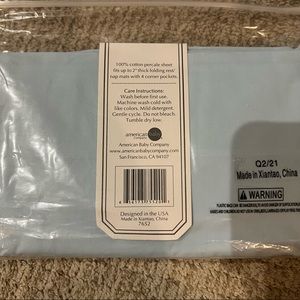 100% cotton percale sheet
fits up to 2" thick folding rest/
nap mats with 4 corner pockets
Care Instructions:
Wash before first use.
Machine wash cold with
like colors. Mild detergent.
Gentle cycle. Do not bleach.
Tumble dry low.
american baby
company
American Baby Company
www.americanbabycompany.com
San Francisco, CA 94107
Designed in the USA
Made in Xiantao, China
7652
Q2/21
Made in Xiantao, China
WARNING